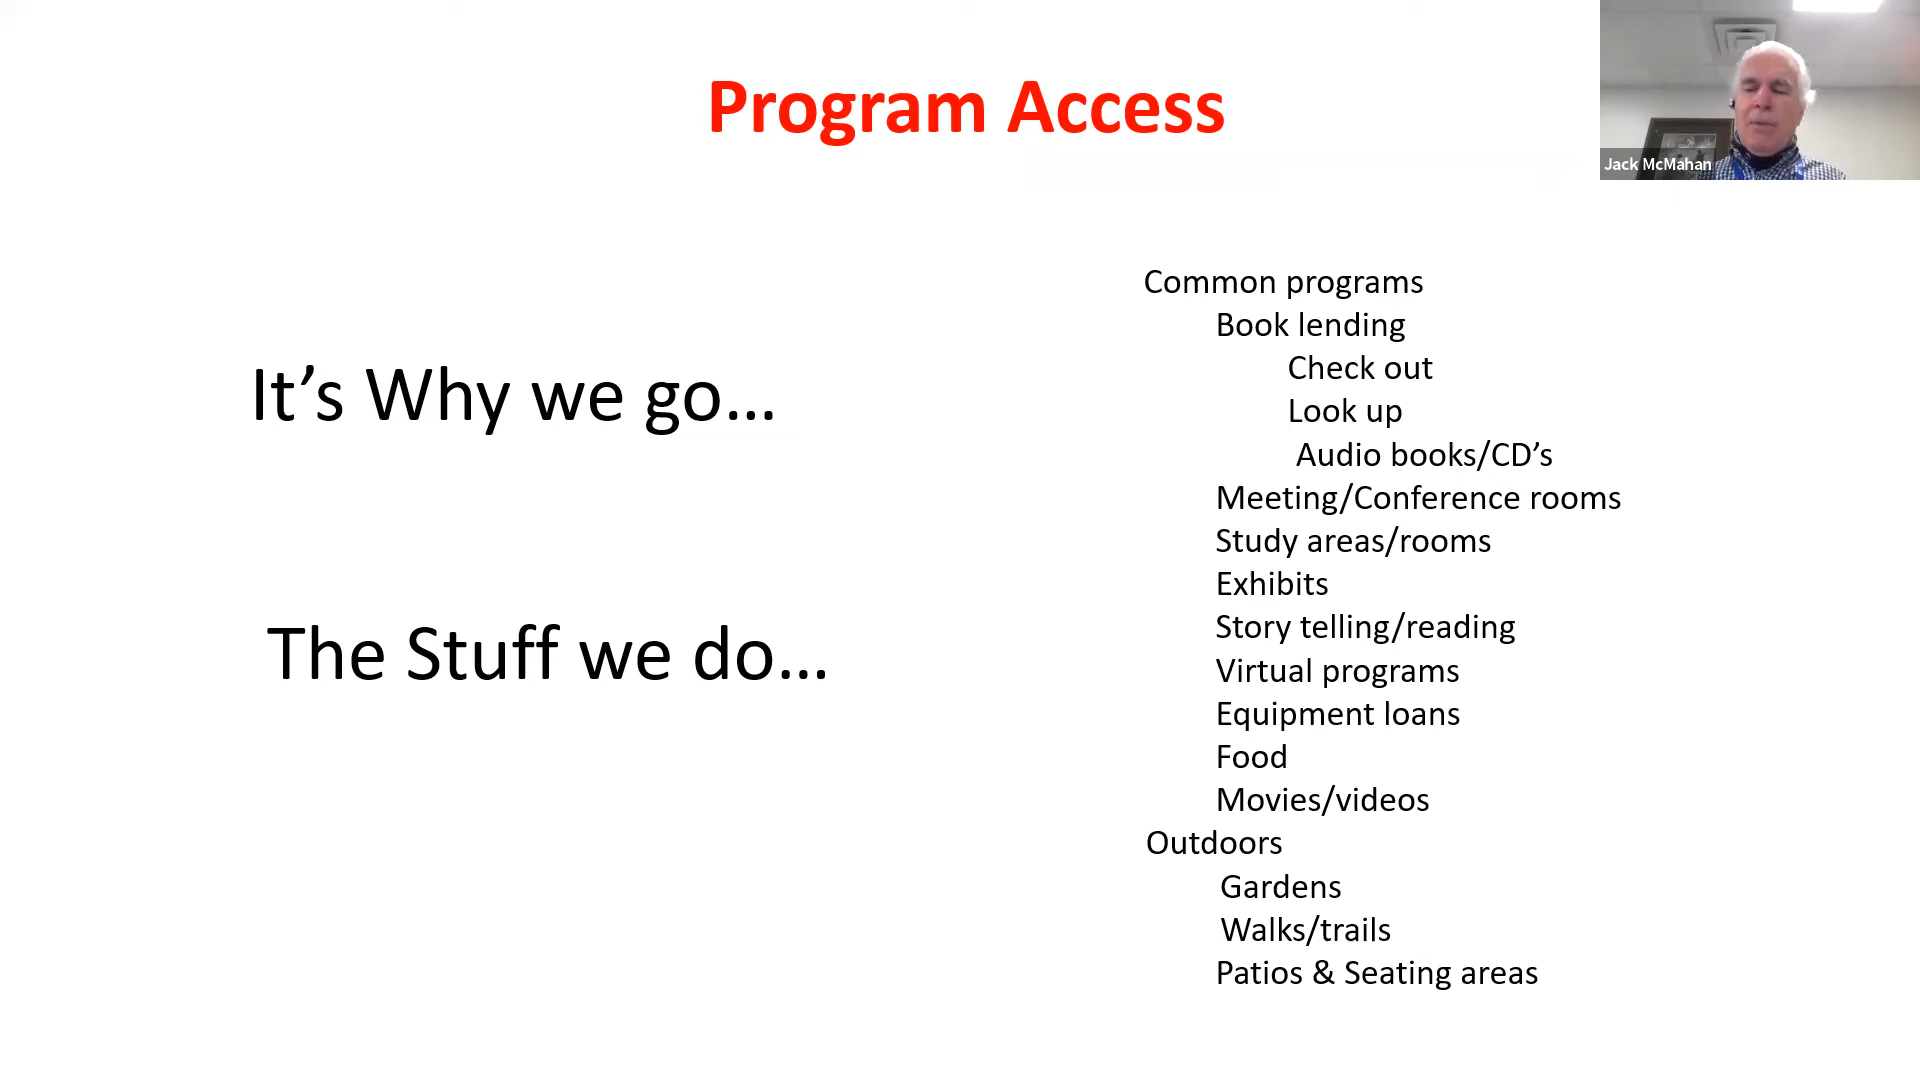 Program Access
Jack McMahan
It’s Why we go…
The Stuff we do…
Common programs
Book lending
Check out
Look up
Audio books/CD’s
Meeting/Conference rooms
Study areas/rooms
Exhibits
Story telling/reading
Virtual programs
Equipment loans
Food
Movies/videos
Outdoors
Gardens
Walks/trails
Patios & Seating areas